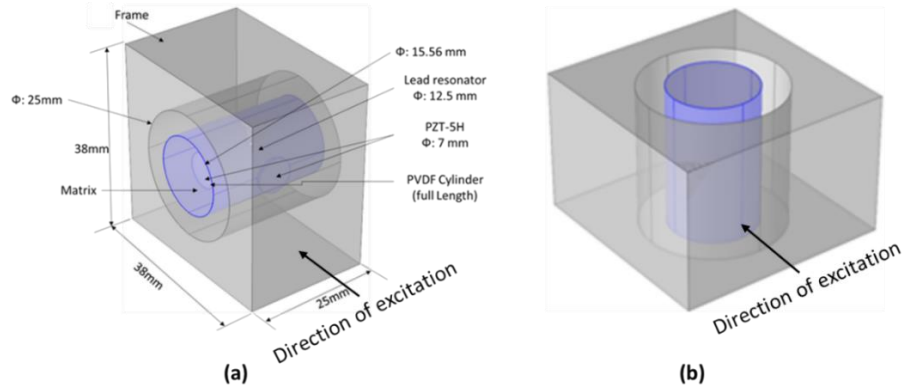 Frame
Φ: 15.56 mm
Lead resonator
Φ: 12.5 mm
Φ: 25mm
PZT-5H
Φ: 7 mm
38mm
Matrix
PVDF Cylinder
(full Length)
38mm
25mm
Direction of excitation
(a)
Direction of excitation
(b)